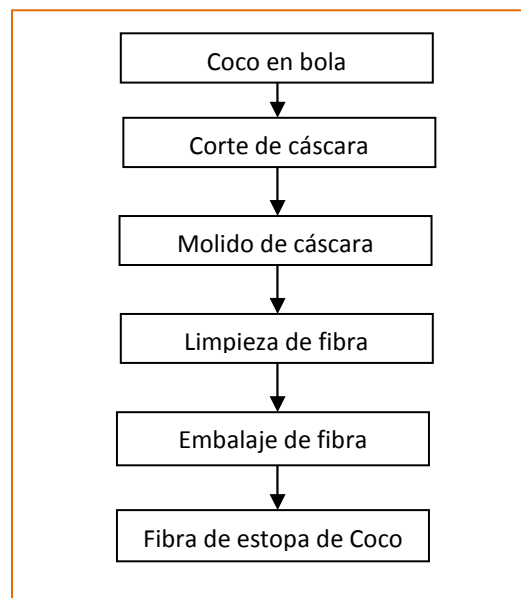 Coco en bola
Corte de cáscara
Molido de cáscara
Limpieza de fibra
Embalaje de fibra
Fibra de estopa de Coco